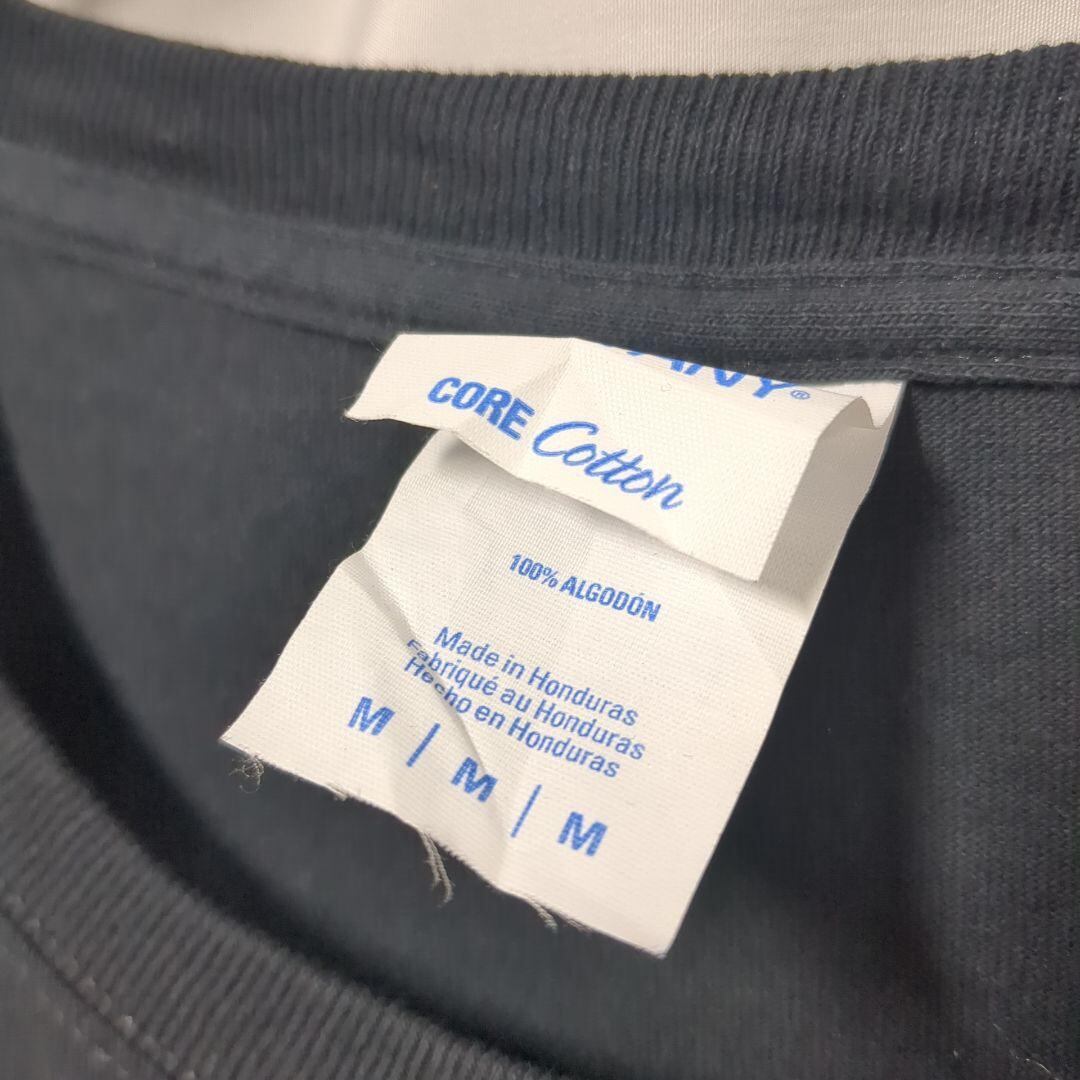 CORE Cotton
100% ALGODÓN
Made in Honduras
Fabriqué au Honduras
Hecho en Honduras
M | M | M